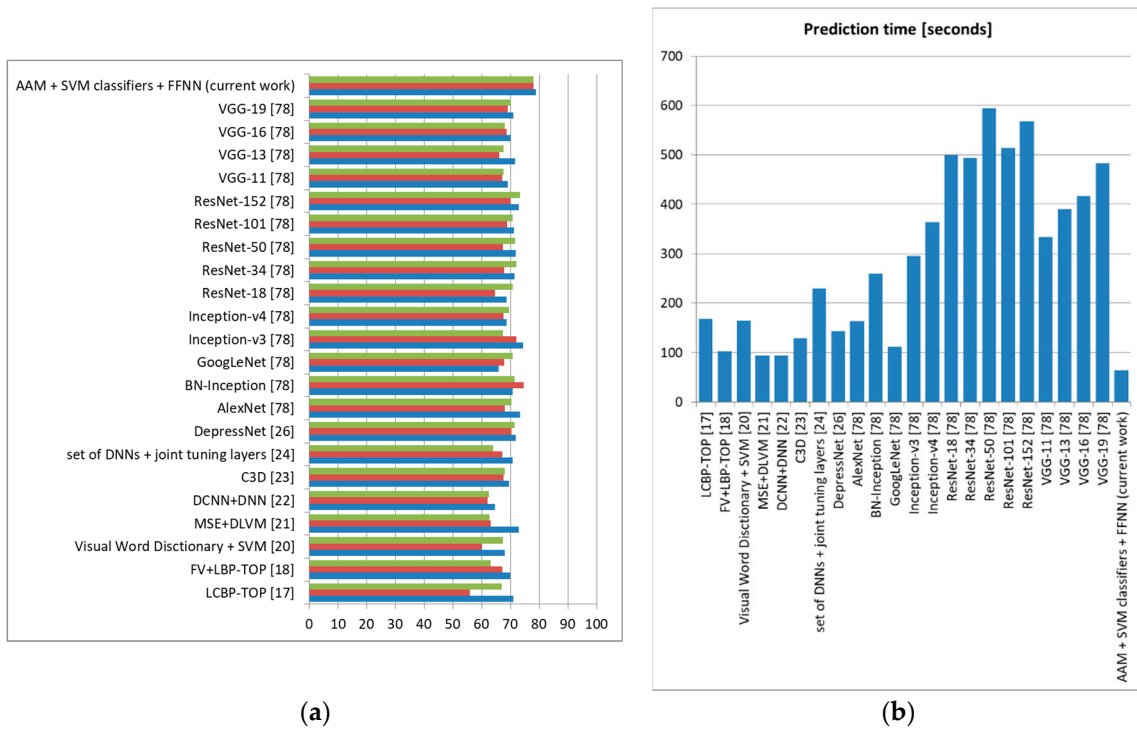 AAM + SVM classifiers + FFNN (current work)
VGG-19 [78]
VGG-16 [78]
VGG-13 [78]
VGG-11 [78]
ResNet-152 [78]
ResNet-101 [78]
ResNet-50 [78]
ResNet-34 [78]
ResNet-18 [78]
Inception-v4 [78]
Inception-v3 [78]
GoogLeNet [78]
BN-Inception [78]
AlexNet [78]
DepressNet [26]
set of DNNs + joint tuning layers [24]
C3D [23]
DCNN+DNN [22]
MSE+DLVM [21]
Visual Word Disctionary + SVM [20]
FV+LBP-TOP [18]
LCBP-TOP [17]
0 10 20 30 40 50 60 70 80 90 100
(a)
Prediction time [seconds]
700
600
500
400
300
200
100
0
LCBP-TOP [17]
FV+LBP-TOP [18]
Visual Word Disctionary + SVM [20]
MSE+DLVM [21]
DCNN+DNN [22]
C3D [23]
set of DNNs + joint tuning layers [24]
DepressNet [26]
AlexNet [78]
BN-Inception [78]
GoogLeNet [78]
Inception-v3 [78]
Inception-v4 [78]
ResNet-18 [78]
ResNet-34 [78]
ResNet-50 [78]
ResNet-101 [78]
ResNet-152 [78]
VGG-11 [78]
VGG-13 [78]
VGG-16 [78]
VGG-19 [78]
AAM + SVM classifiers + FFNN (current work)
(b)